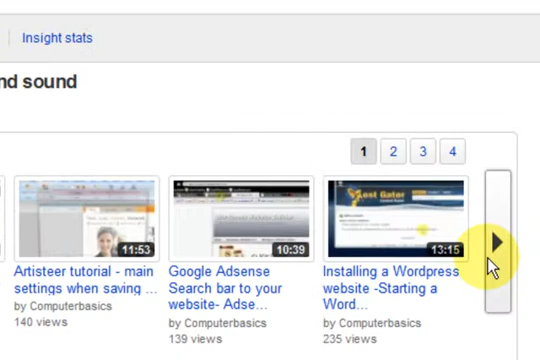 Insight stats
nd sound
1 2 3 4
11:53
10:39
Host Gator
13:15
Artisteer tutorial - main
settings when saving ...
by Computerbasics
140 views
Google Adsense
Search bar to your
website- Adse...
by Computerbasics
139 views
Installing a Wordpress
website -Starting a
Word...
by Computerbasics
235 views